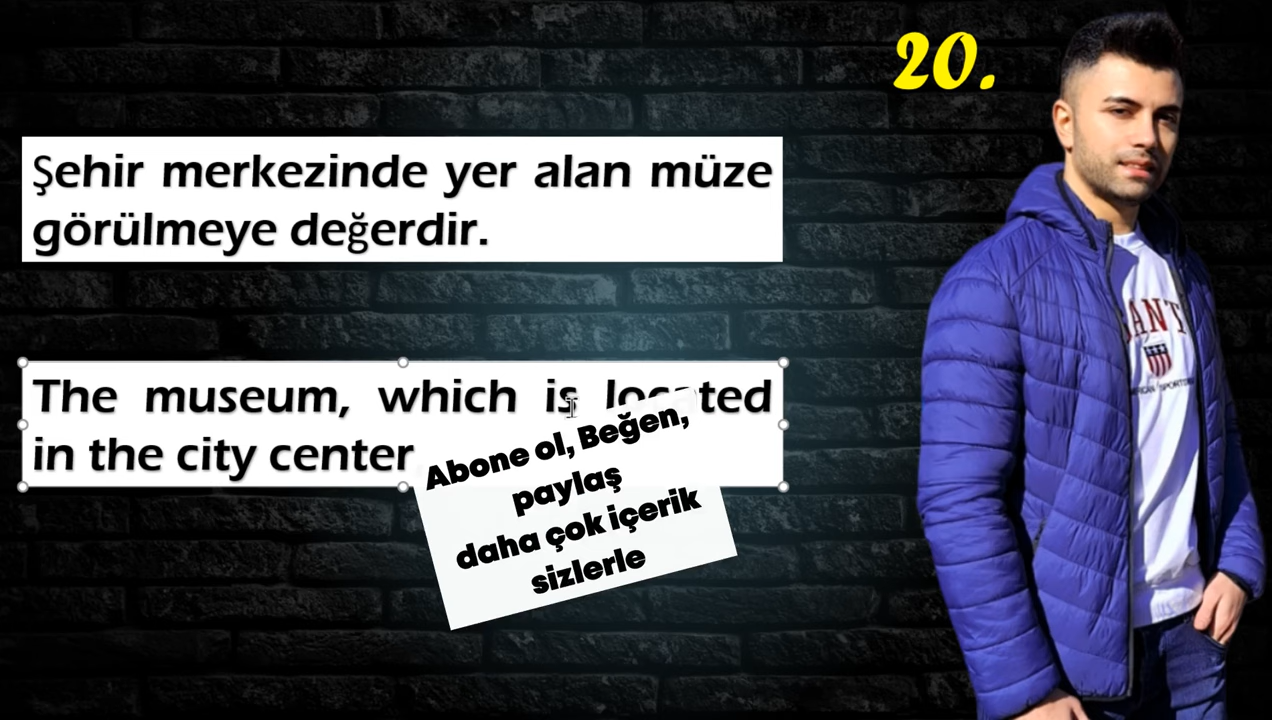 20.
Şehir merkezinde yer alan müze
görülmeye değerdir.
The museum, which is located
in the city center
Abone ol, Beğen,
paylaş
daha çok içerik
sizlerle